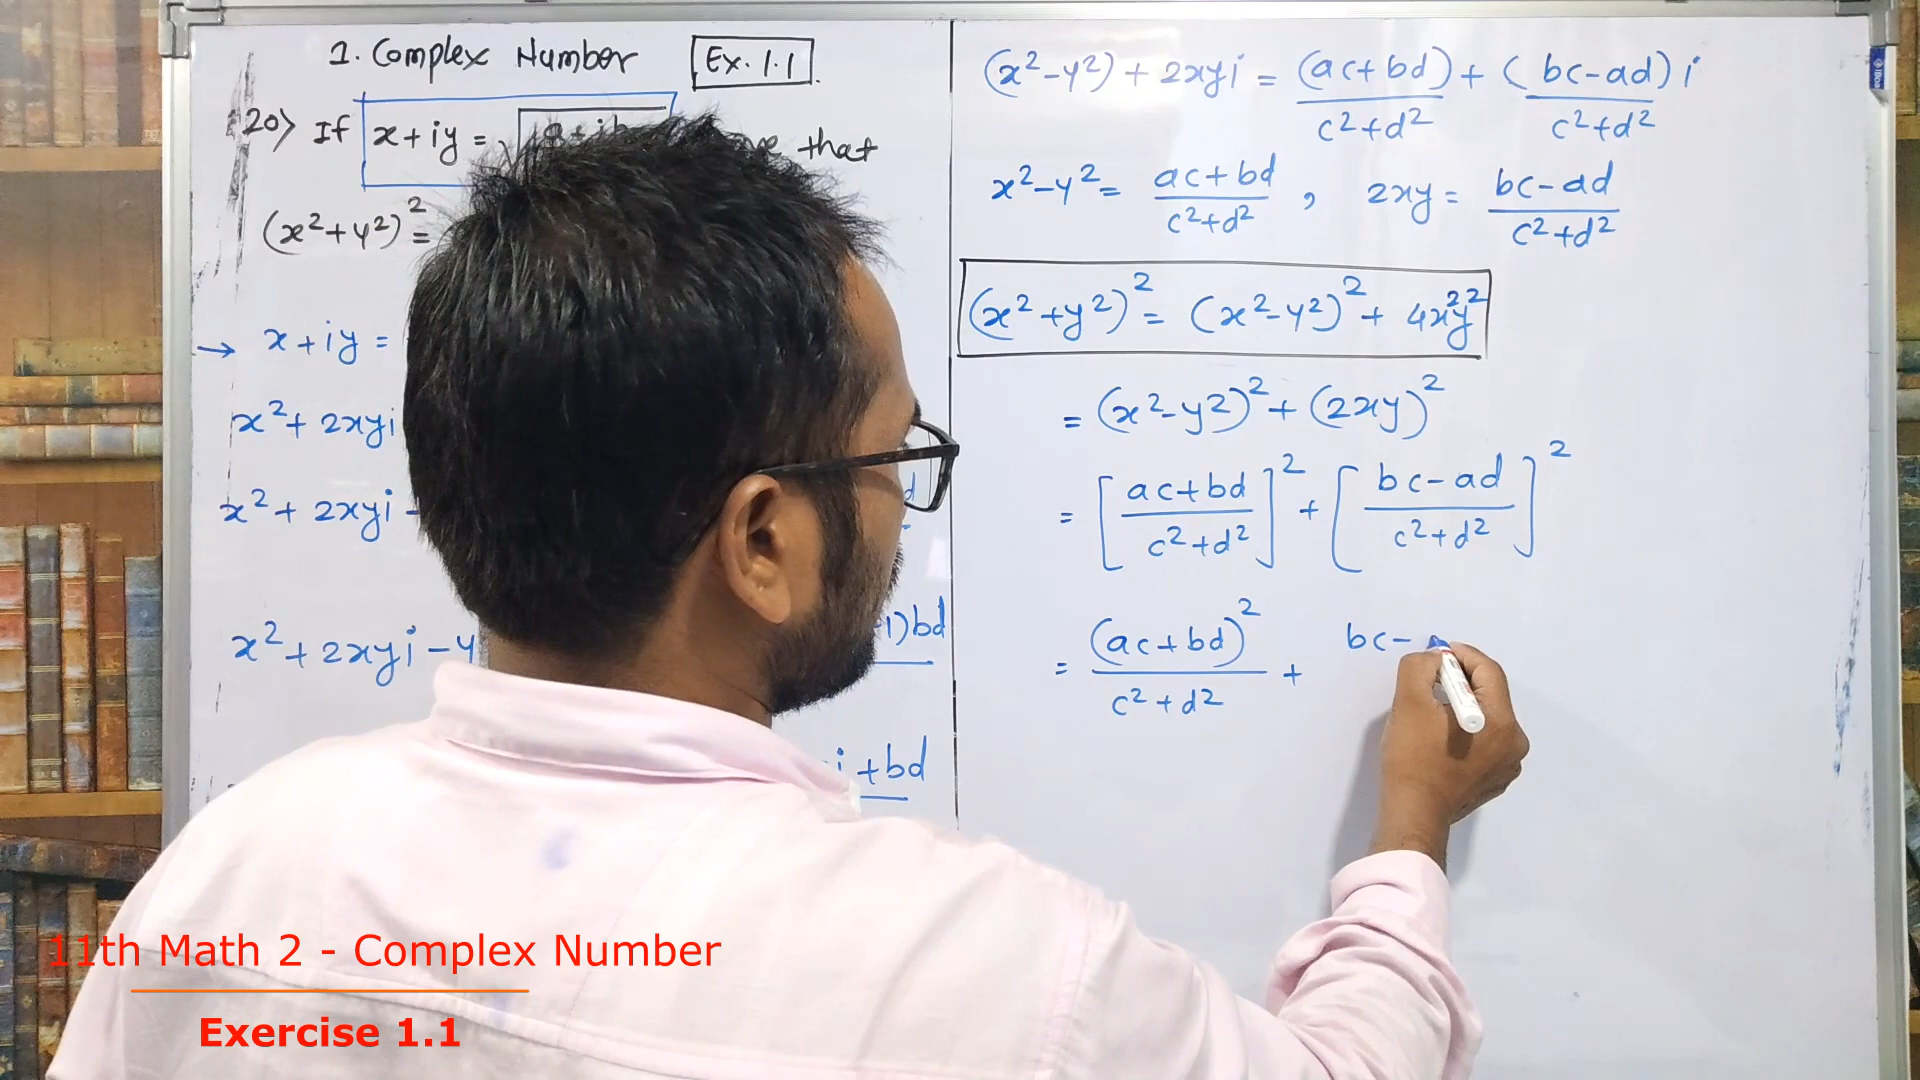 1. Complex Number Ex. 1.1
20) If x + iy = √ a + ib that
(x² + y²)² =
→ x + iy =
x² + 2xyi
x² + 2xyi - d
x² + 2xyi - y 1) bd
i + bd
(x² - y²) + 2xyi = (ac + bd) / c² + d² + (bc - ad) i / c² + d²
x² - y² = ac + bd / c² + d² , 2xy = bc - ad / c² + d²
(x² + y²)² = (x² - y²)² + 4x²y²
= (x² - y²)² + (2xy)²
= [ac + bd / c² + d²]² + [bc - ad / c² + d²]²
= (ac + bd)² / c² + d² + bc -
11th Math 2 - Complex Number
Exercise 1.1